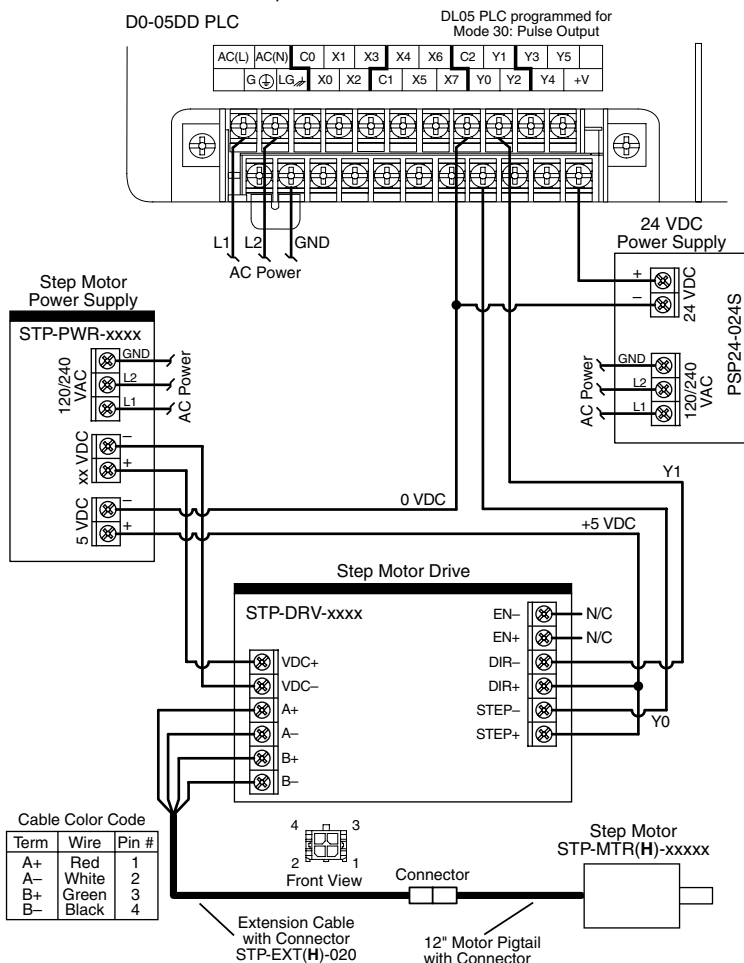 D0-05DD PLC
DL05 PLC programmed for
Mode 30: Pulse Output
AC(L) AC(N) C0 X1 X3 X4 X6 C2 Y1 Y3 Y5
G LG X0 X2 C1 X5 X7 Y0 Y2 Y4 +V
L1 L2 GND
AC Power
24 VDC
Power Supply
+
–
24 VDC
PSP24-024S
GND
L2
L1
AC Power
120/240
VAC
Step Motor
Power Supply
STP-PWR-xxxx
120/240
VAC
GND
L2
L1
AC Power
xx VDC
–
+
5 VDC
–
+
0 VDC
+5 VDC
Y1
Y0
Step Motor Drive
STP-DRV-xxxx
VDC+
VDC–
A+
A–
B+
B–
EN– N/C
EN+ N/C
DIR–
DIR+
STEP–
STEP+
Cable Color Code
Term Wire Pin #
A+ Red 1
A– White 2
B+ Green 3
B– Black 4
4 3
2 1
Front View
Connector
Step Motor
STP-MTR(H)-xxxxx
Extension Cable
with Connector
STP-EXT(H)-020
12" Motor Pigtail
with Connector